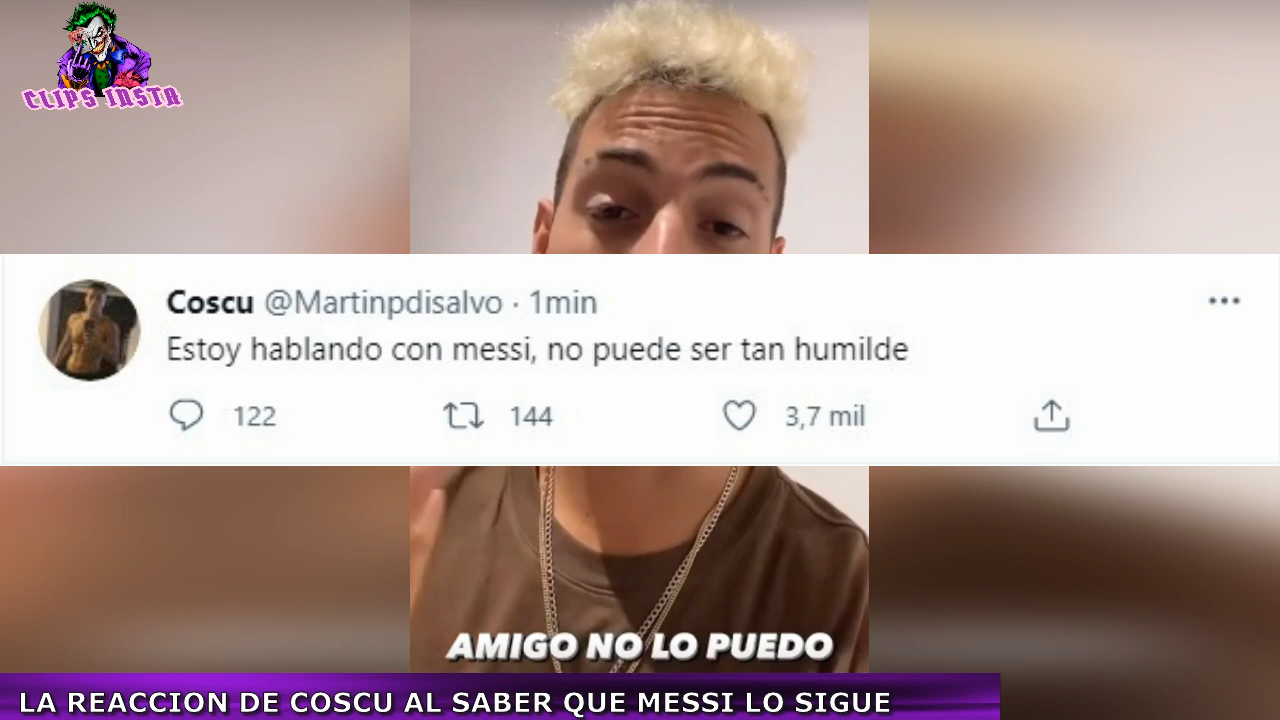 CLIPS INSTA
Coscu @Martinpdisalvo · 1min
Estoy hablando con messi, no puede ser tan humilde
122 144 3,7 mil
AMIGO NO LO PUEDO
LA REACCION DE COSCU AL SABER QUE MESSI LO SIGUE